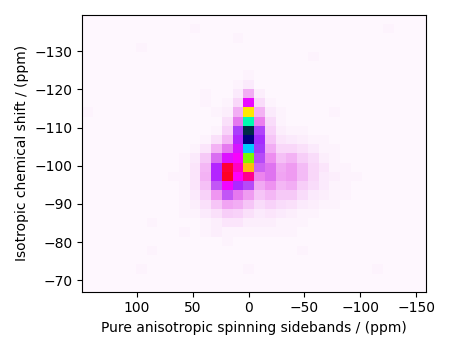 Isotropic chemical shift / (ppm)
−130
−120
−110
−100
−90
−80
−70
100 50 0 −50 −100 −150
Pure anisotropic spinning sidebands / (ppm)